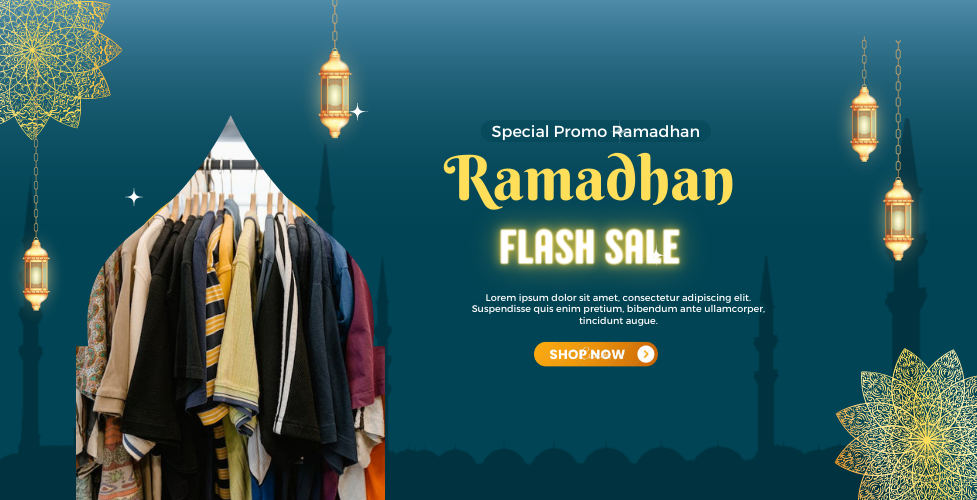 Special Promo Ramadhan
Ramadhan
FLASH SALE
Lorem ipsum dolor sit amet, consectetur adipiscing elit.
Suspendisse quis enim pretium, bibendum ante ullamcorper,
tincidunt augue.
SHOP NOW